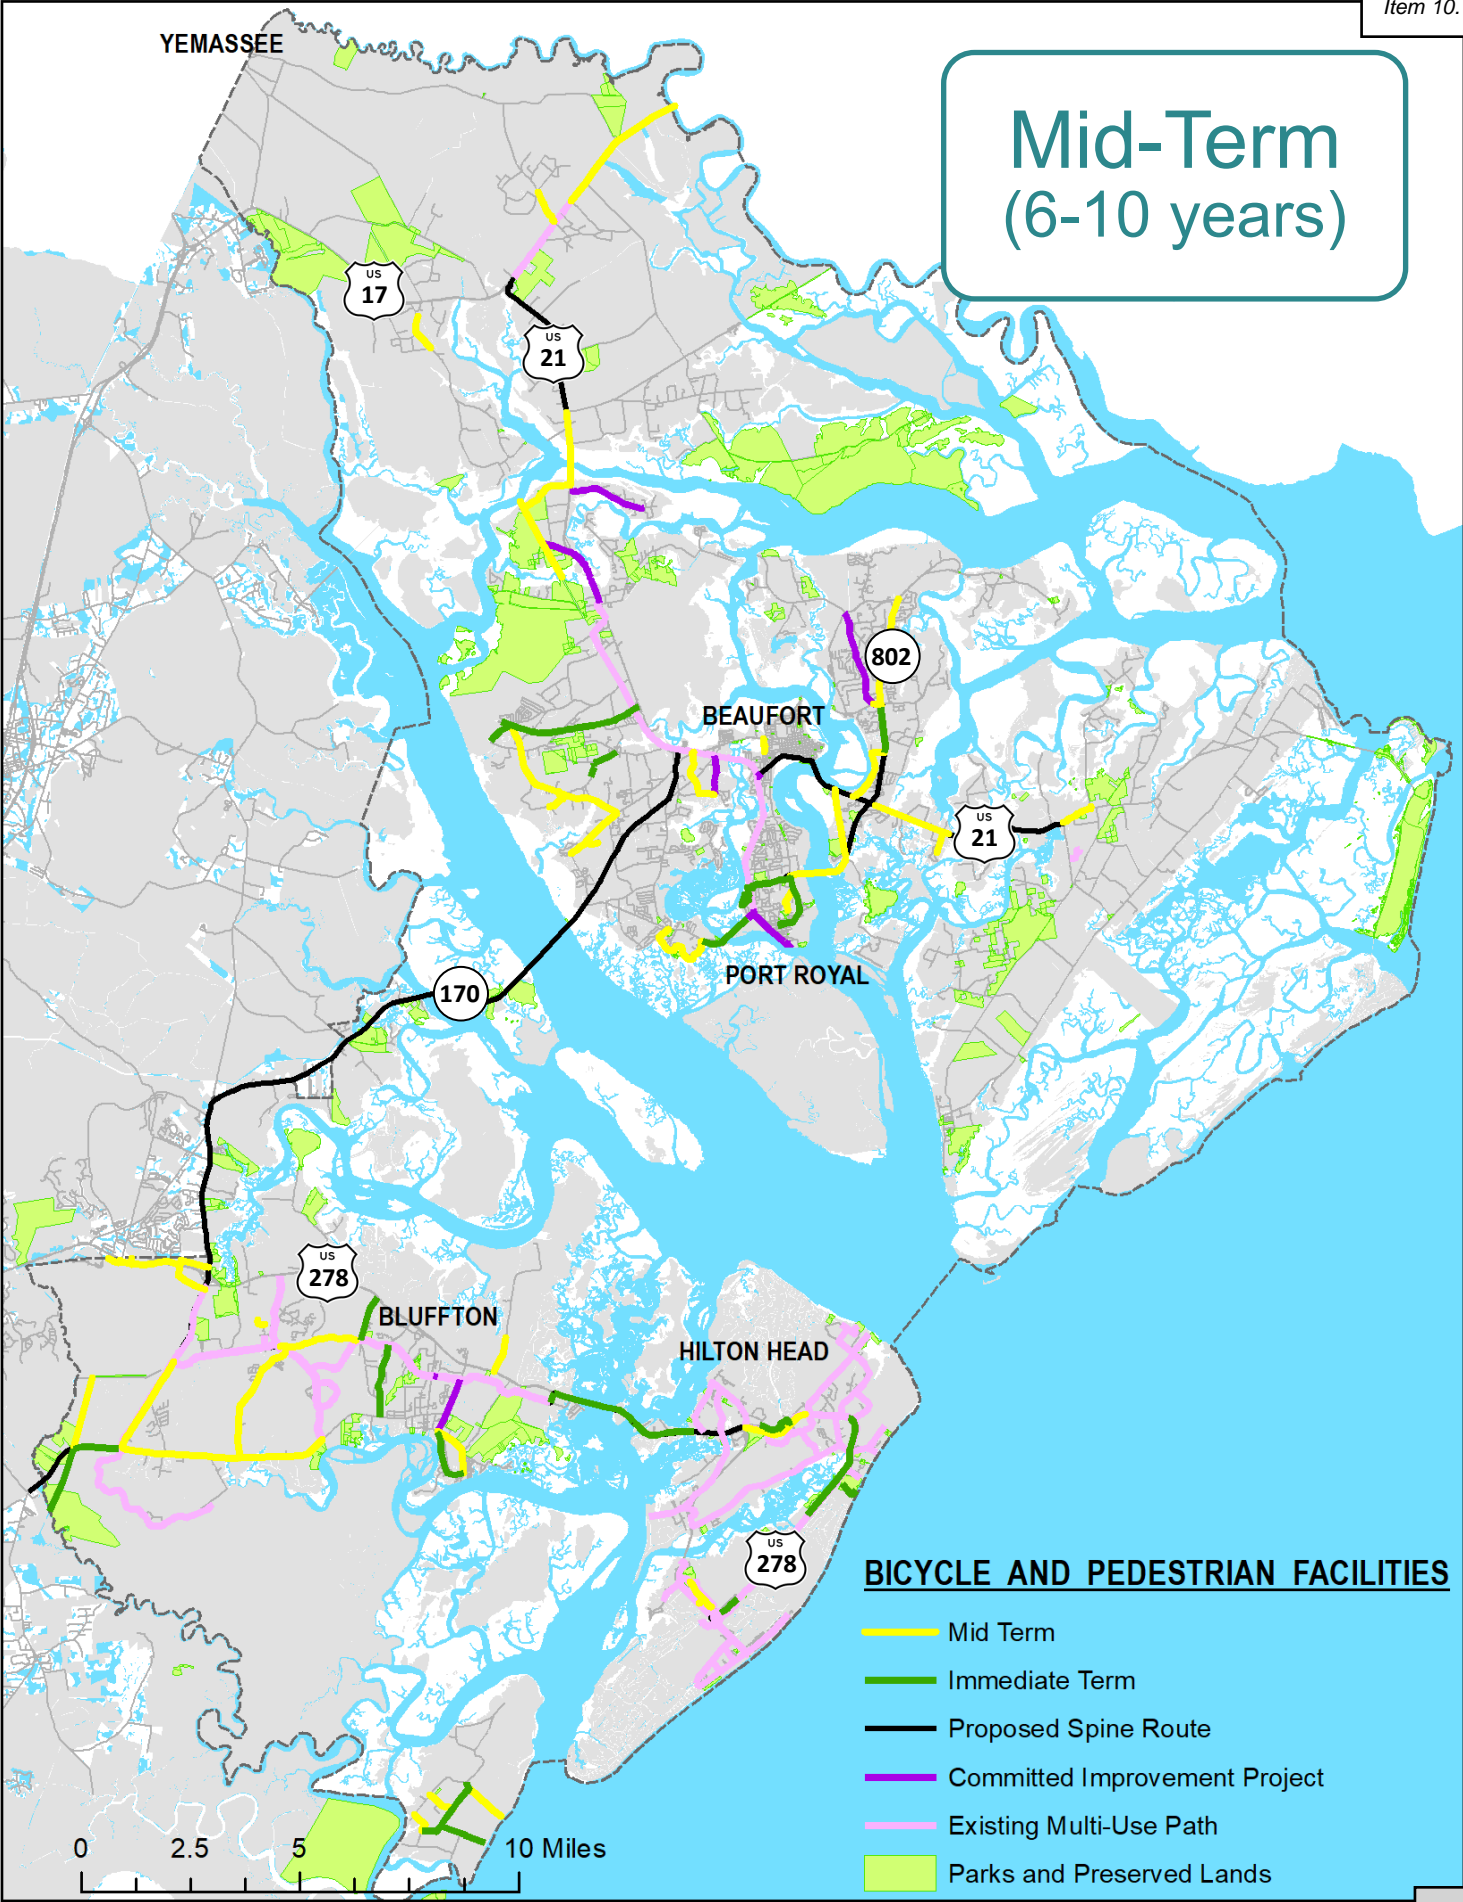 Item 10.
YEMASSEE
Mid-Term
(6-10 years)
US
17
US
21
802
BEAUFORT
US
21
PORT ROYAL
170
US
278
BLUFFTON
HILTON HEAD
US
278
BICYCLE AND PEDESTRIAN FACILITIES
Mid Term
Immediate Term
Proposed Spine Route
Committed Improvement Project
Existing Multi-Use Path
Parks and Preserved Lands
0 2.5 5 10 Miles